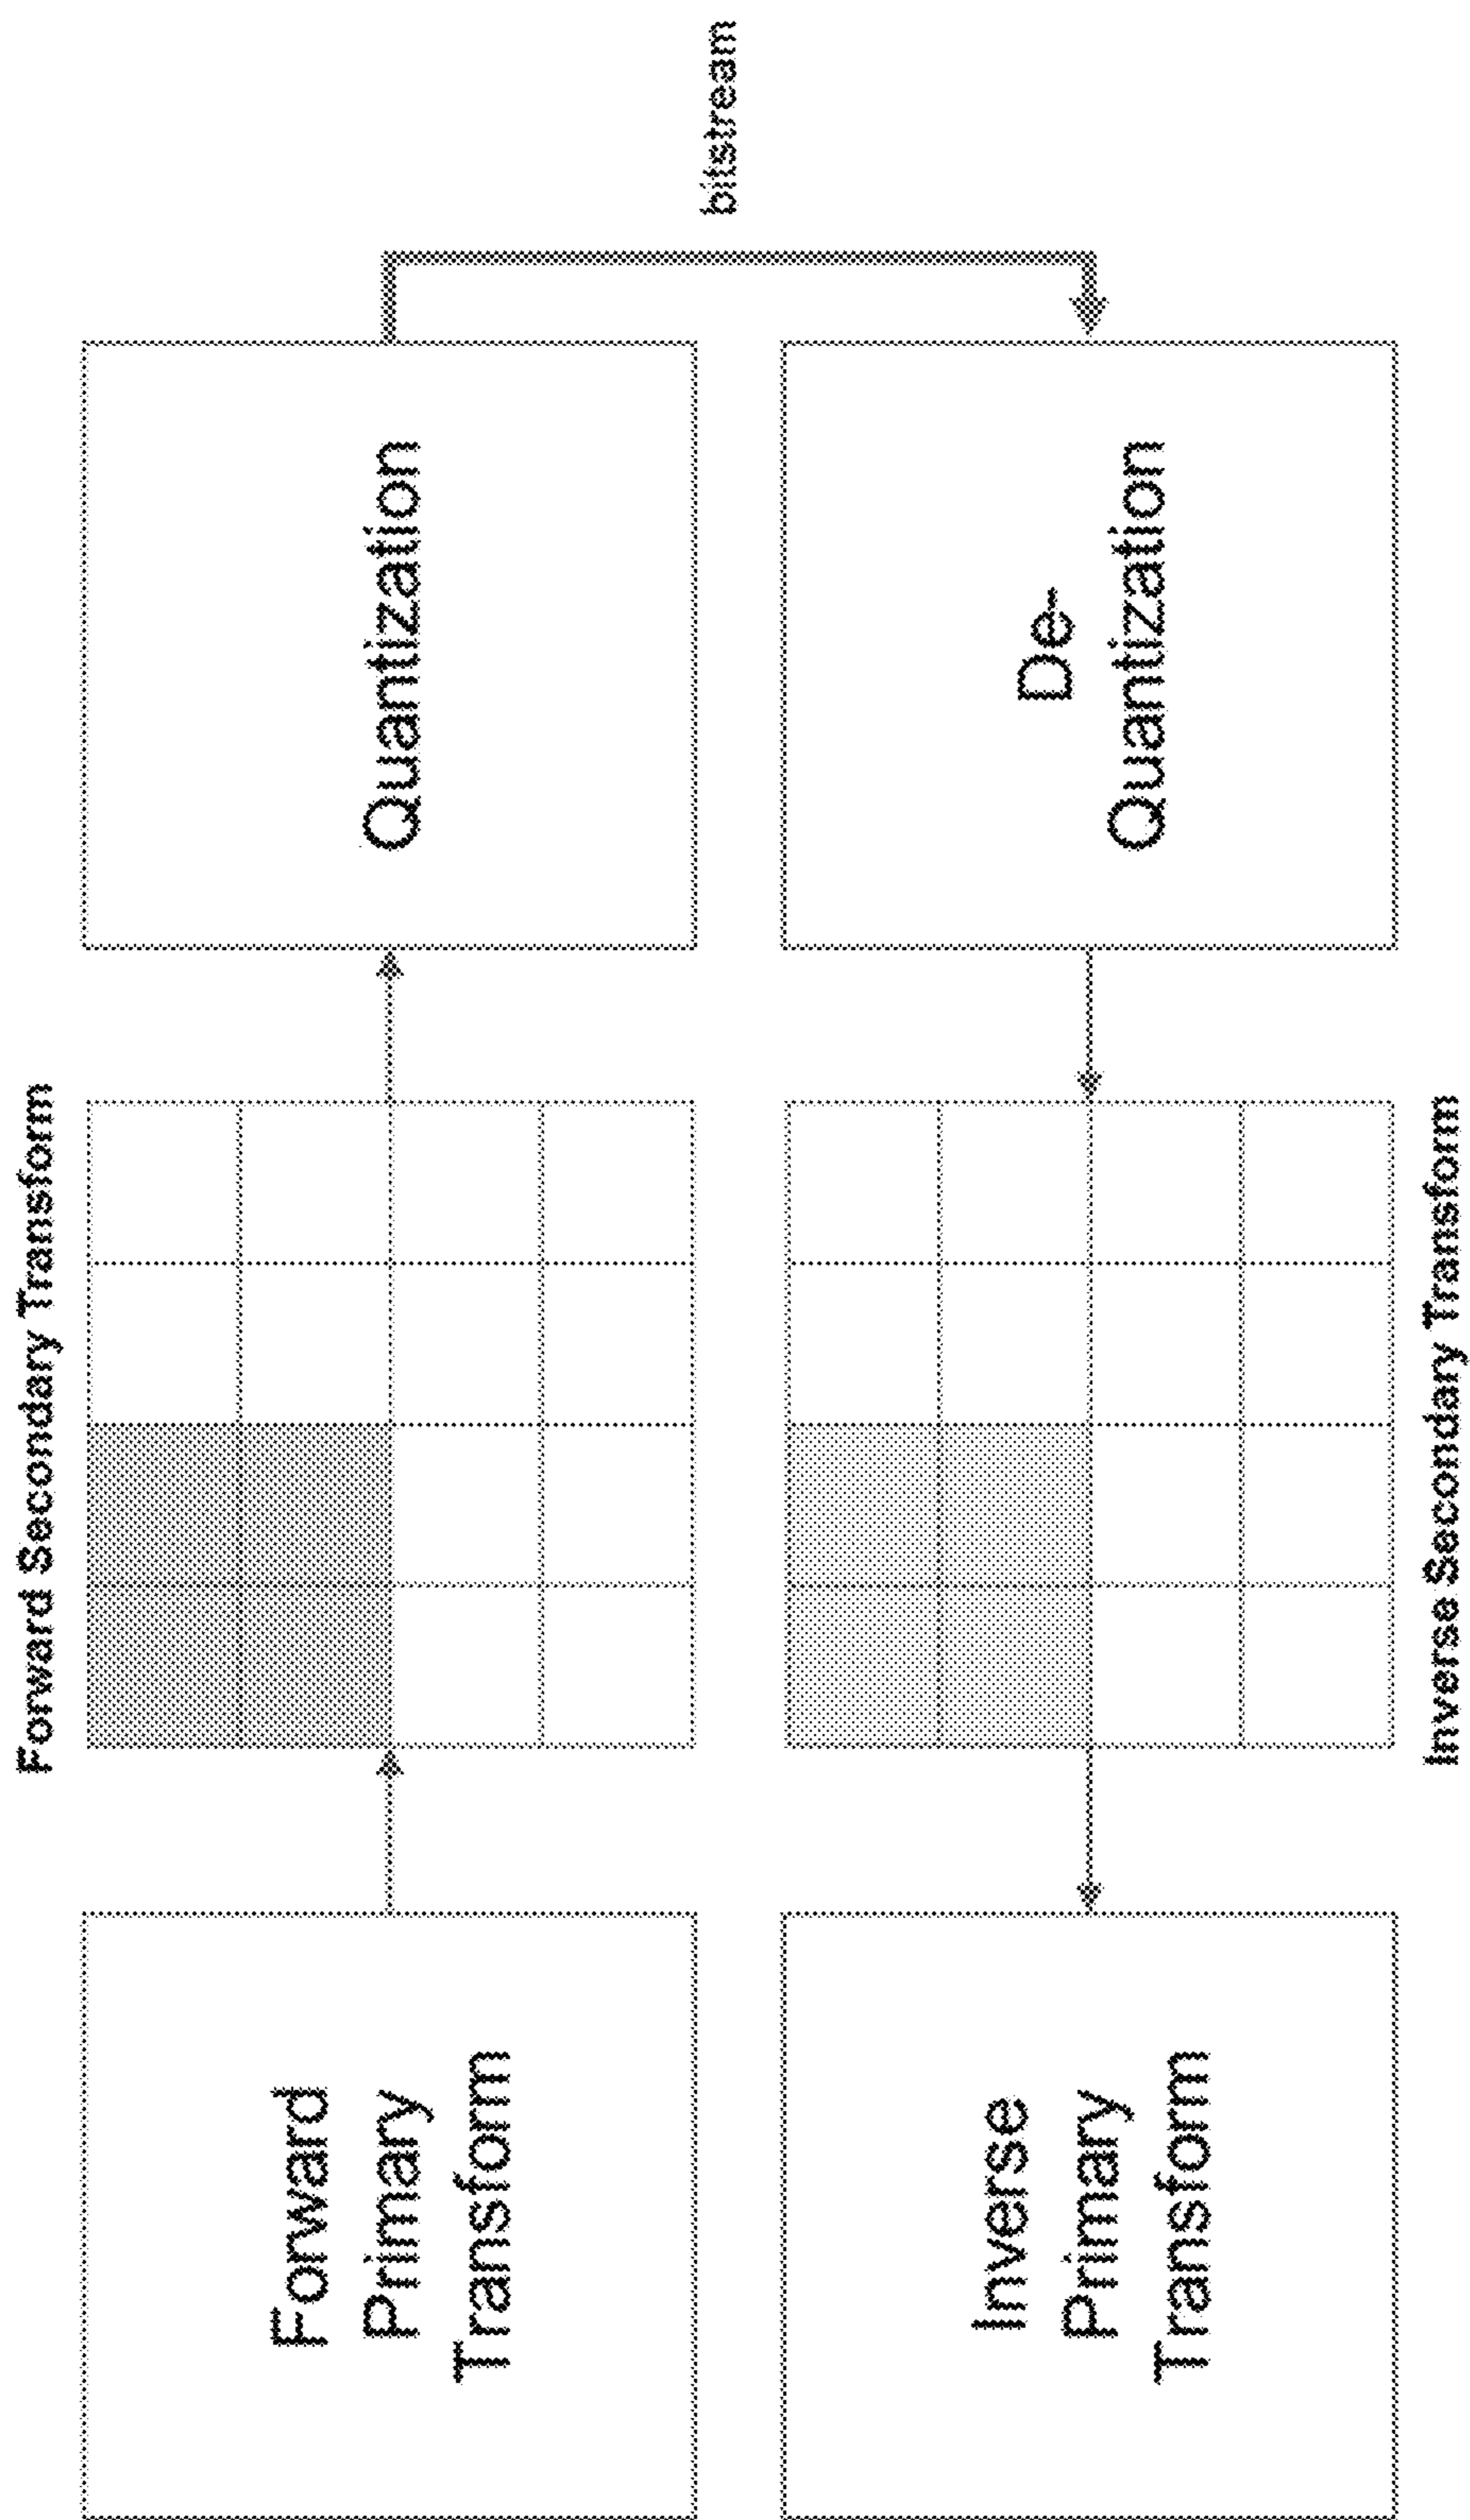 Forward Secondary Transform
Forward
Primary
Transform
Quantization
bitstream
Inverse
Primary
Transform
De-
Quantization
Inverse Secondary Transform